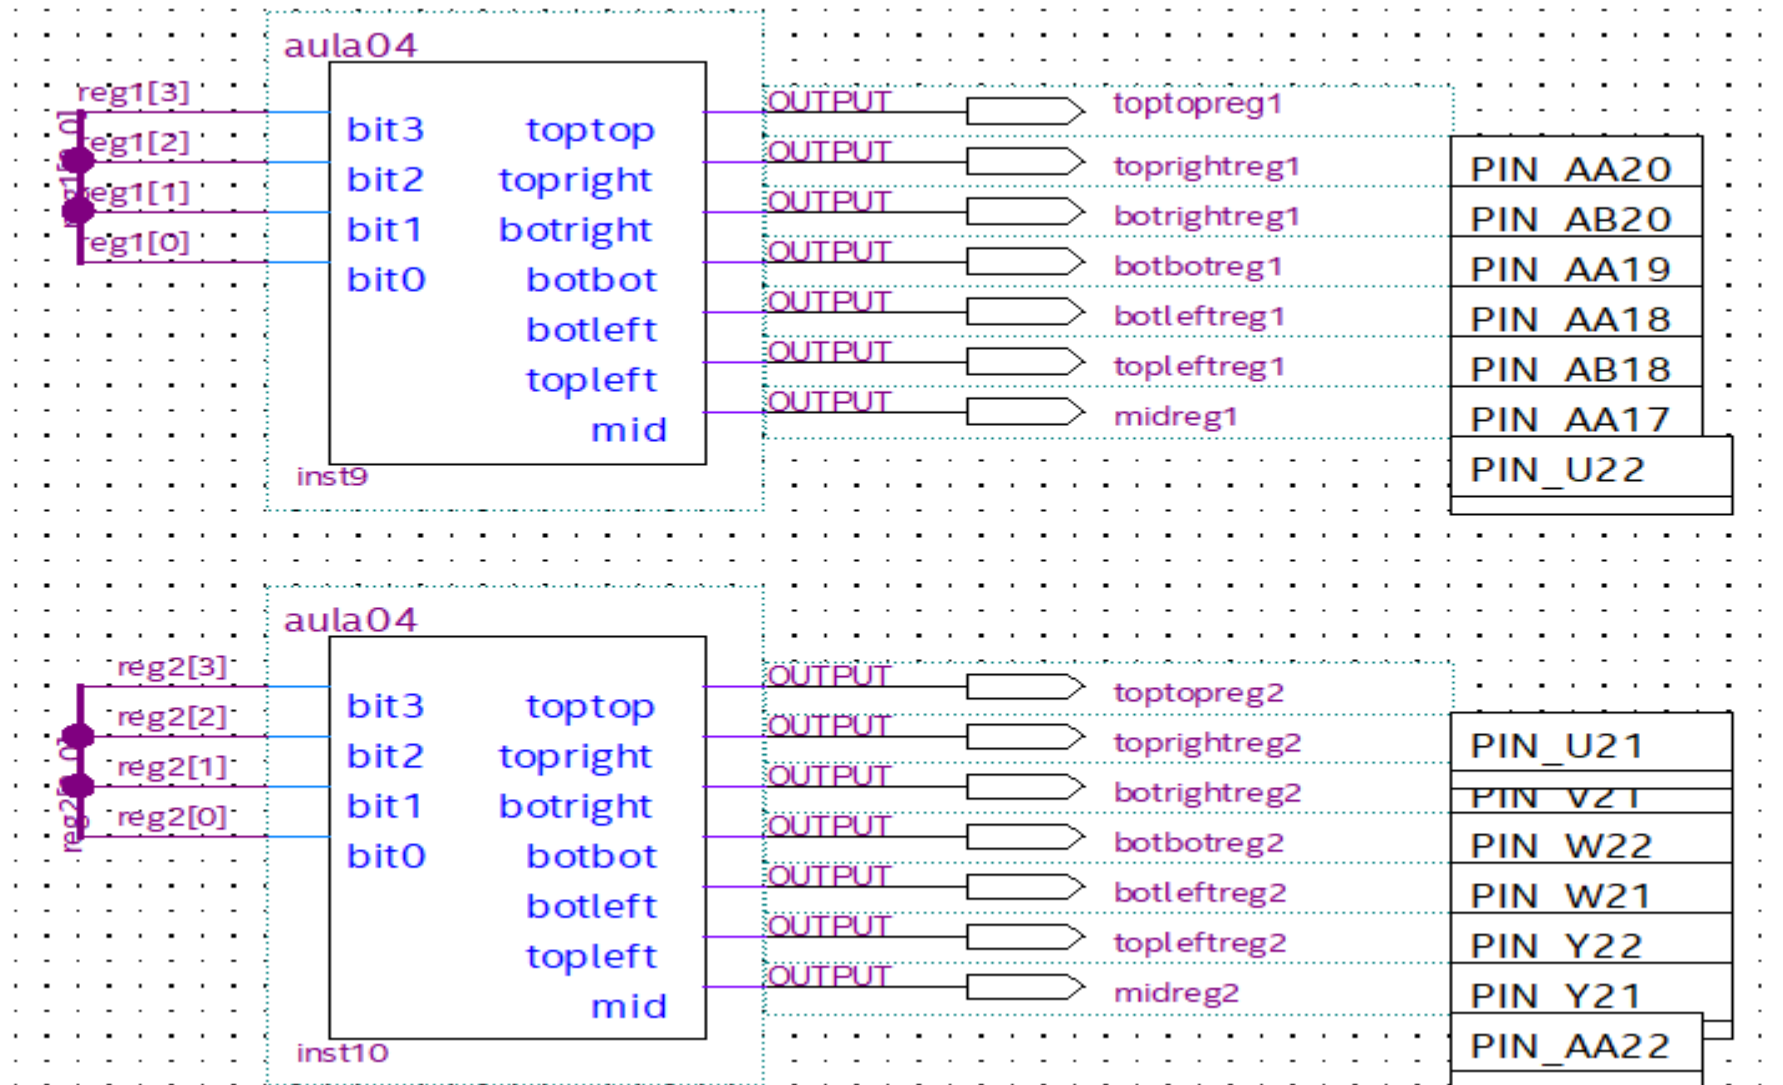 aula04
reg1[3]
reg1[2]
reg1[1]
reg1[0]
bit3 toptop
bit2 topright
bit1 botright
bit0 botbot
botleft
topleft
mid
inst9
OUTPUT toptopreg1
OUTPUT toprightreg1
OUTPUT botrightreg1
OUTPUT botbotreg1
OUTPUT botleftreg1
OUTPUT topleftreg1
OUTPUT midreg1
PIN_AA20
PIN_AB20
PIN_AA19
PIN_AA18
PIN_AB18
PIN_AA17
PIN_U22
aula04
reg2[3]
reg2[2]
reg2[1]
reg2[0]
bit3 toptop
bit2 topright
bit1 botright
bit0 botbot
botleft
topleft
mid
inst10
OUTPUT toptopreg2
OUTPUT toprightreg2
OUTPUT botrightreg2
OUTPUT botbotreg2
OUTPUT botleftreg2
OUTPUT topleftreg2
OUTPUT midreg2
PIN_U21
PIN_V21
PIN_W22
PIN_W21
PIN_Y22
PIN_Y21
PIN_AA22